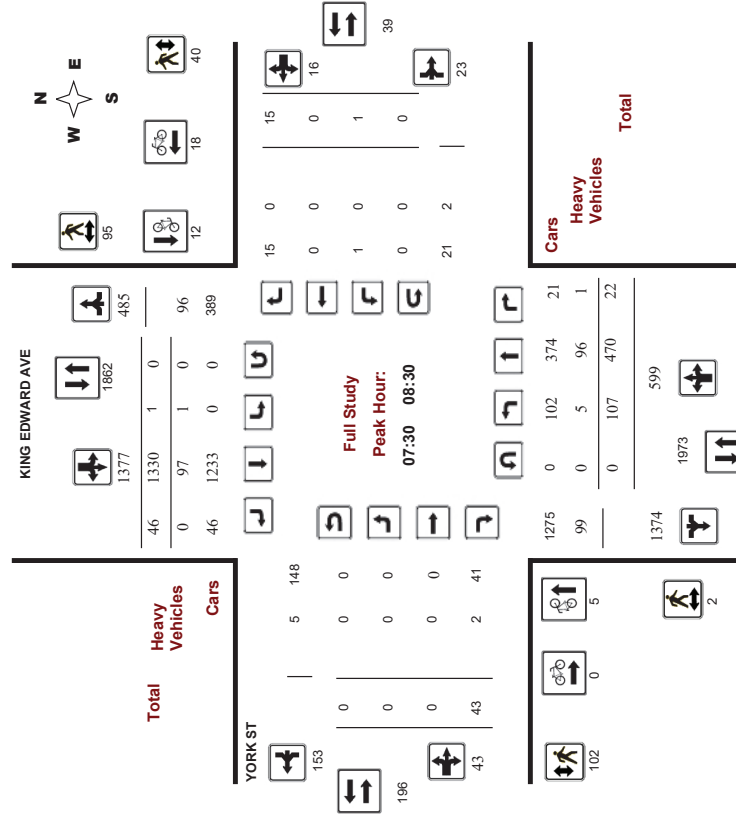 N
W E
S
95
40
12 18
KING EDWARD AVE
1377 1862 485
46 1330 1 0
0 97 1 0 96
46 1233 0 0 389
Total
Heavy
Vehicles
Cars
Full Study
Peak Hour:
07:30 08:30
15 0 15 16
0 0 0
1 0 1
0 0 0
21 2 23
39
YORK ST
153 5 148
0 0 0
0 0 0
0 0 0
43 43 2 41
196
1275 0 102 374 21 Cars
99 0 5 96 1 Heavy
Vehicles
0 107 470 22 Total
1374 599
1973
102 0 5
2